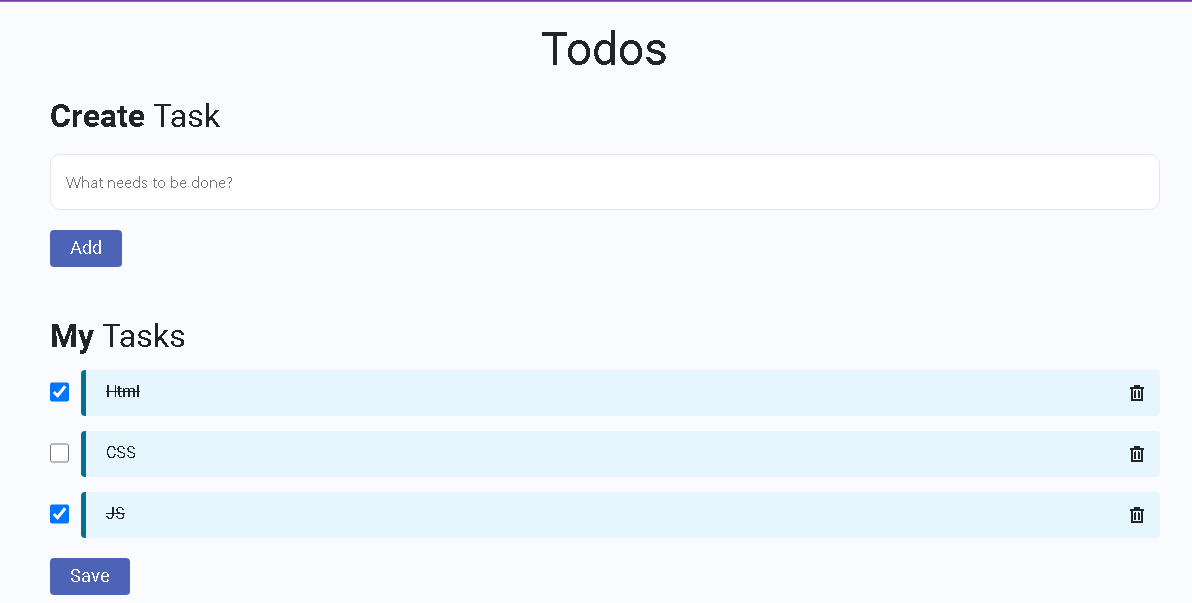 Todos
Create Task
What needs to be done?
Add
My Tasks
Html
CSS
JS
Save